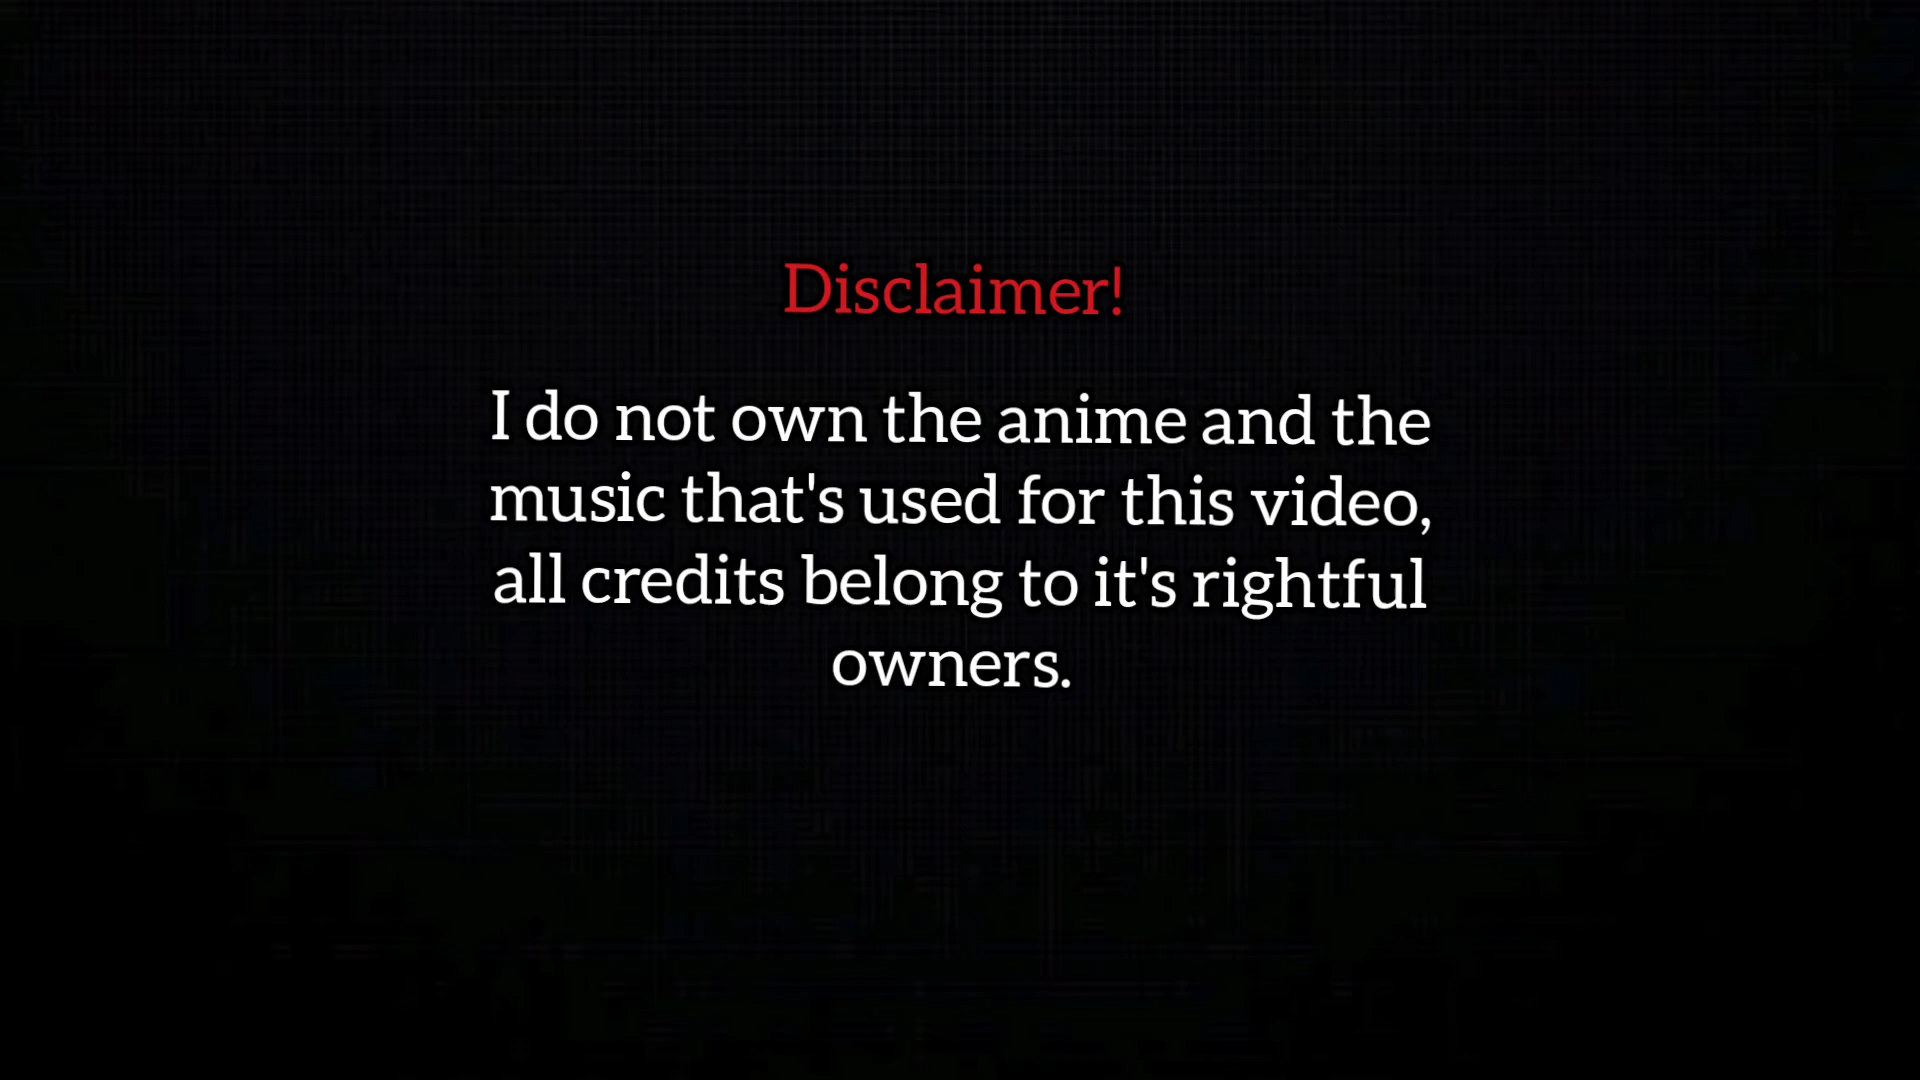 Disclaimer!
I do not own the anime and the
music that's used for this video,
all credits belong to it's rightful
owners.